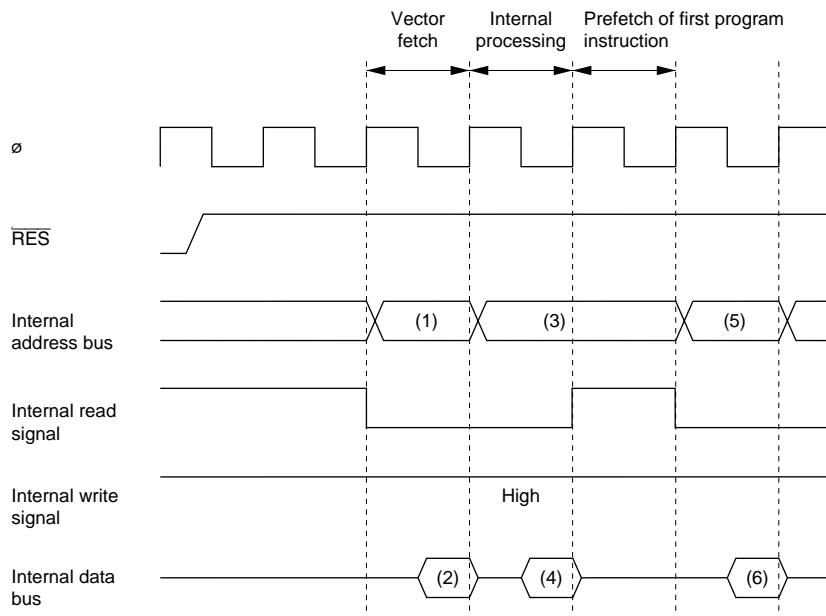 Vector
fetch
Internal
processing
Prefetch of first program
instruction
ø
RES
Internal
address bus
(1)
(3)
(5)
Internal read
signal
Internal write
signal
High
Internal data
bus
(2)
(4)
(6)